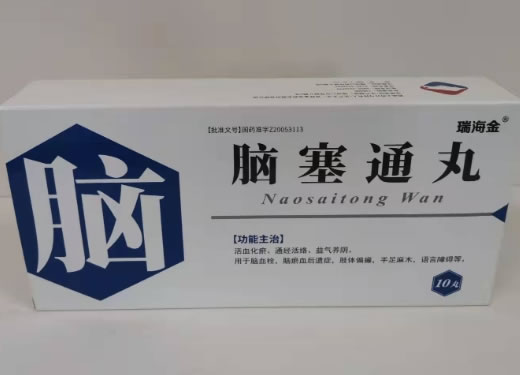 脑
瑞海金®
【批准文号】国药准字Z20053113
脑塞通丸
Naosaitong Wan
【功能主治】
活血化瘀、通经活络、益气养阴。
用于脑血栓、脑瘀血后遗症、肢体偏瘫、手足麻木、语言障碍等。
10丸